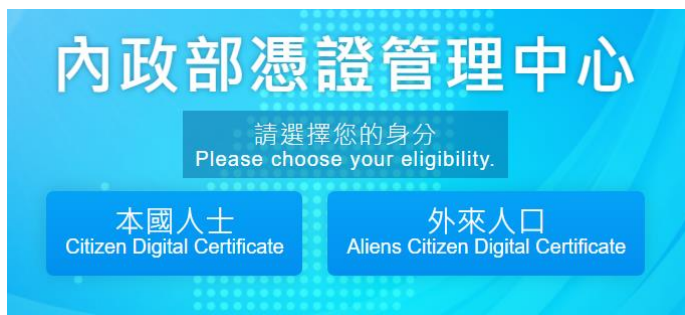 內政部憑證管理中心
請選擇您的身分
Please choose your eligibility.
本國人士
Citizen Digital Certificate
外來人口
Aliens Citizen Digital Certificate